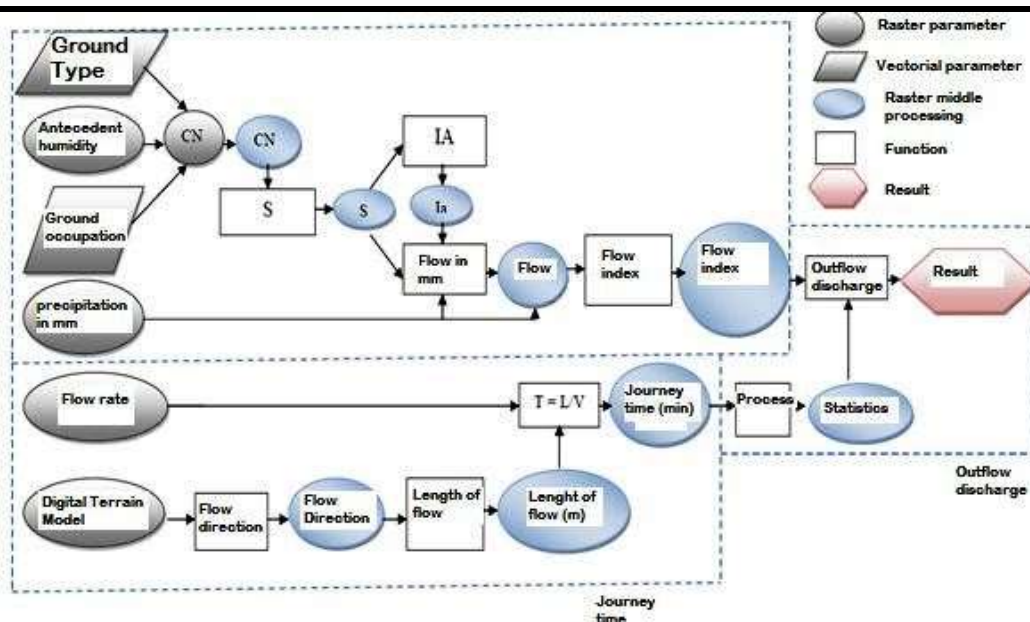 Ground
Type
Antecedent
humidity
Ground
occupation
precipitation
in mm
CN
CN
S
S
IA
Ia
Flow in
mm
Flow
Flow
index
Flow
index
Outflow
discharge
Result
Raster parameter
Vectorial parameter
Raster middle
processing
Function
Result
Flow rate
T = L/V
Journey
time (min)
Process
Statistics
Digital Terrain
Model
Flow
direction
Flow
Direction
Length of
flow
Lenght of
flow (m)
Outflow
discharge
Journey
time